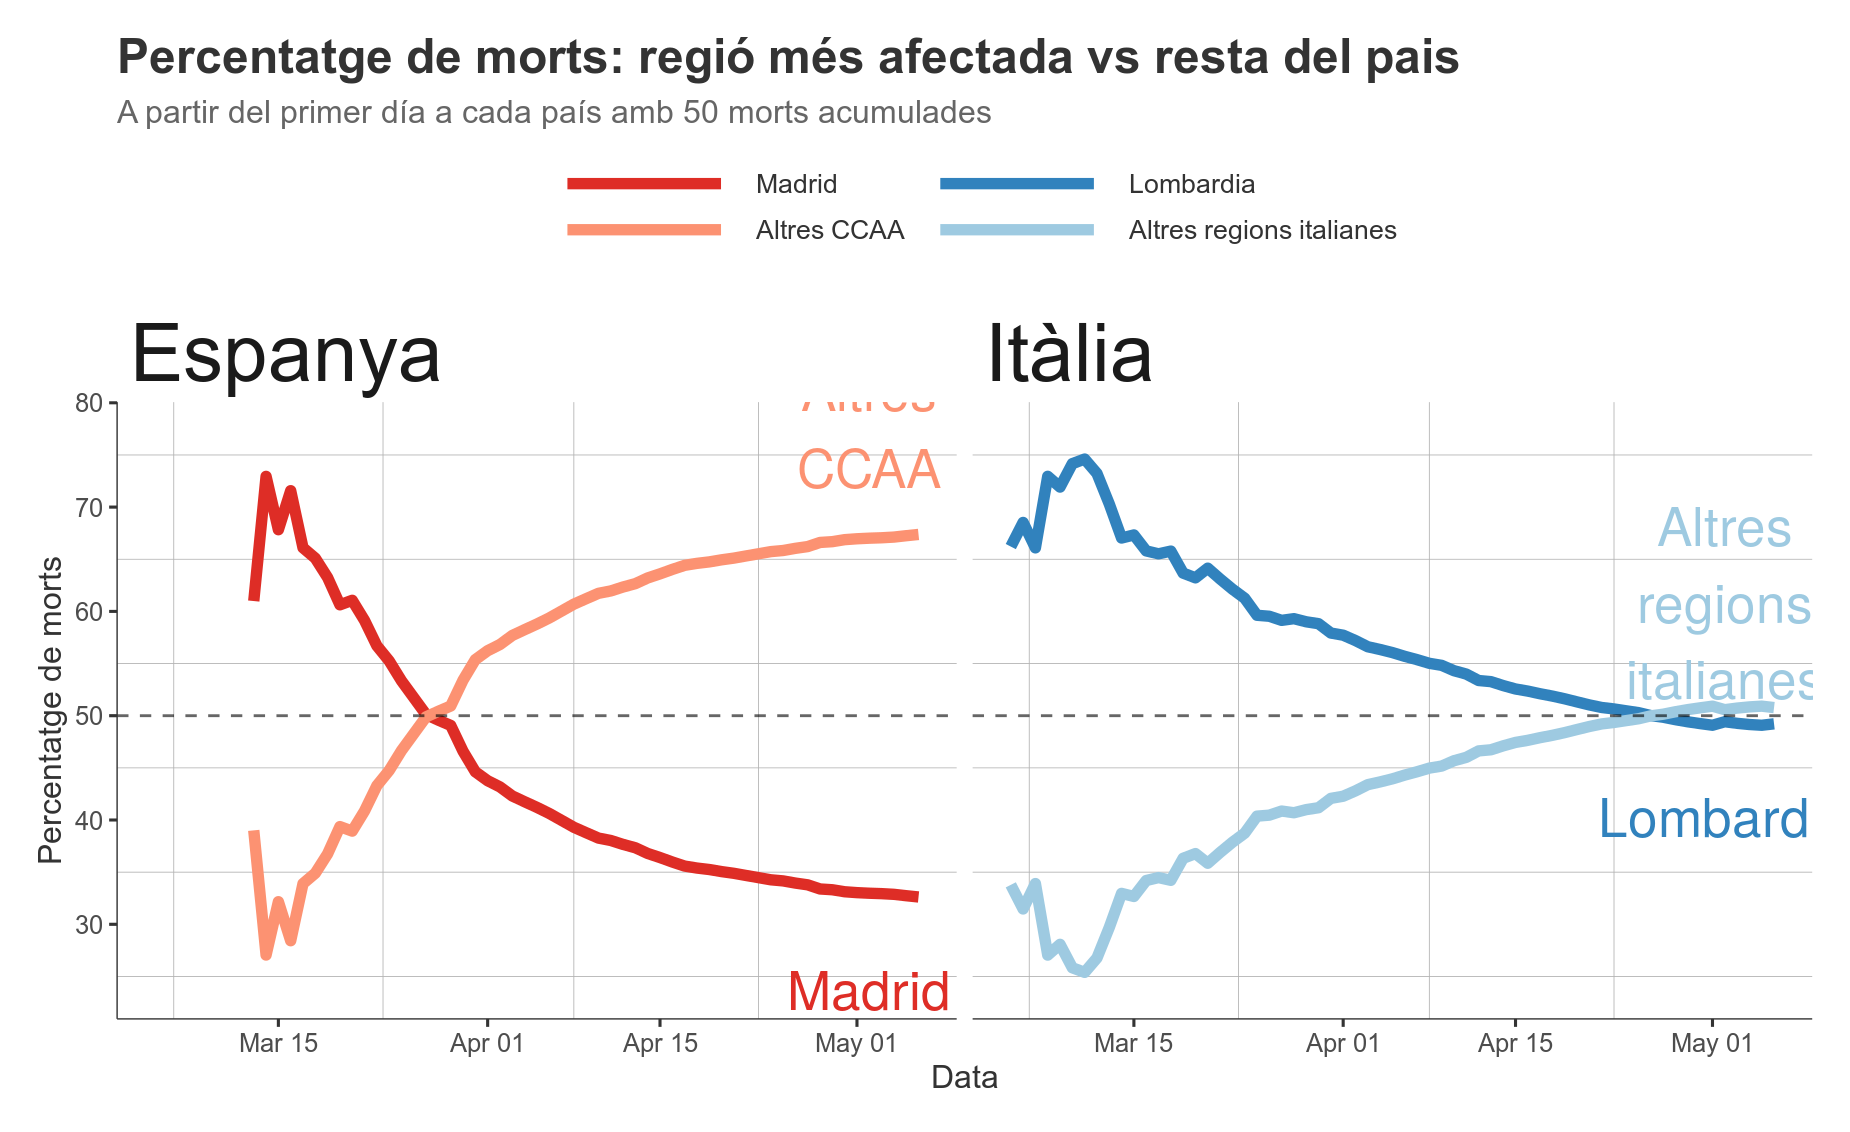 Percentatge de morts: regió més afectada vs resta del pais
A partir del primer día a cada país amb 50 morts acumulades
Madrid
Lombardia
Altres CCAA
Altres regions italianes
Espanya
Itàlia
Altres
CCAA
Madrid
Altres
regions
italianes
Lombard
80
70
60
50
40
30
Percentatge de morts
Mar 15
Apr 01
Apr 15
May 01
Mar 15
Apr 01
Apr 15
May 01
Data